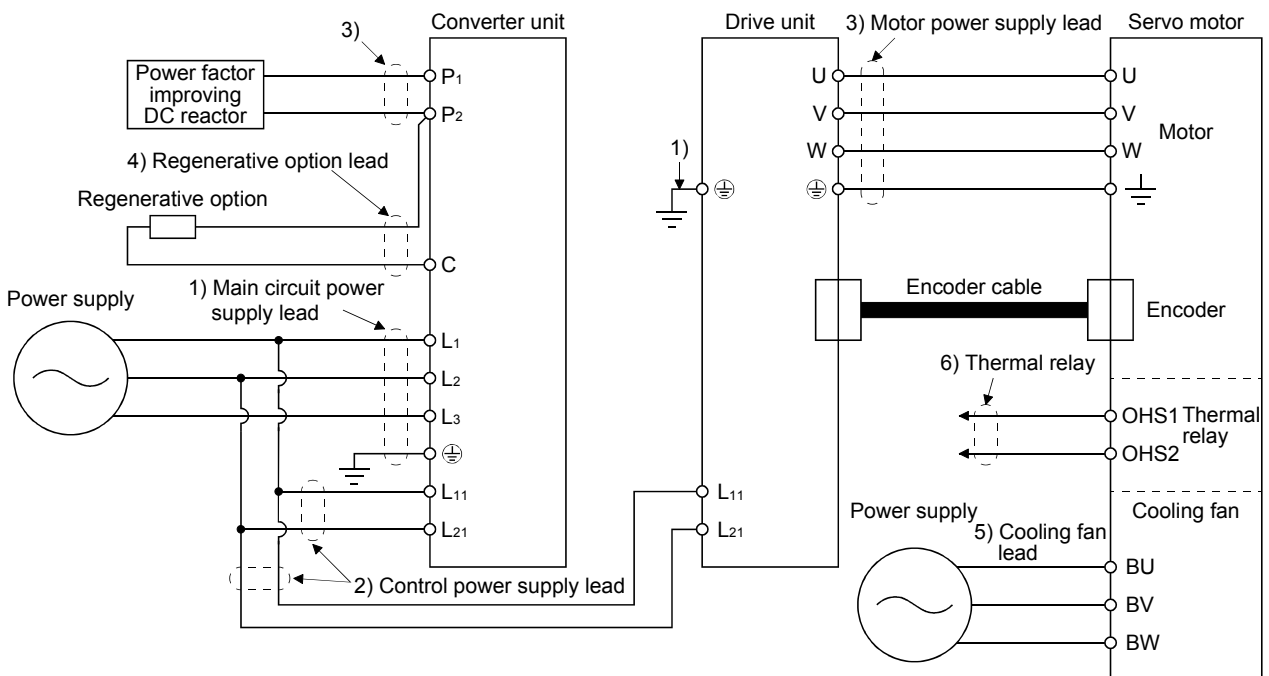 Converter unit
Drive unit
3) Motor power supply lead
Servo motor
3)
Power factor
improving
DC reactor
P1
P2
U
V
W
U
V
W
Motor
1)
4) Regenerative option lead
Regenerative option
C
1) Main circuit power
supply lead
Power supply
L1
L2
L3
L11
L21
2) Control power supply lead
L11
L21
Encoder cable
Encoder
6) Thermal relay
OHS1
OHS2
Thermal
relay
Power supply
5) Cooling fan
lead
Cooling fan
BU
BV
BW